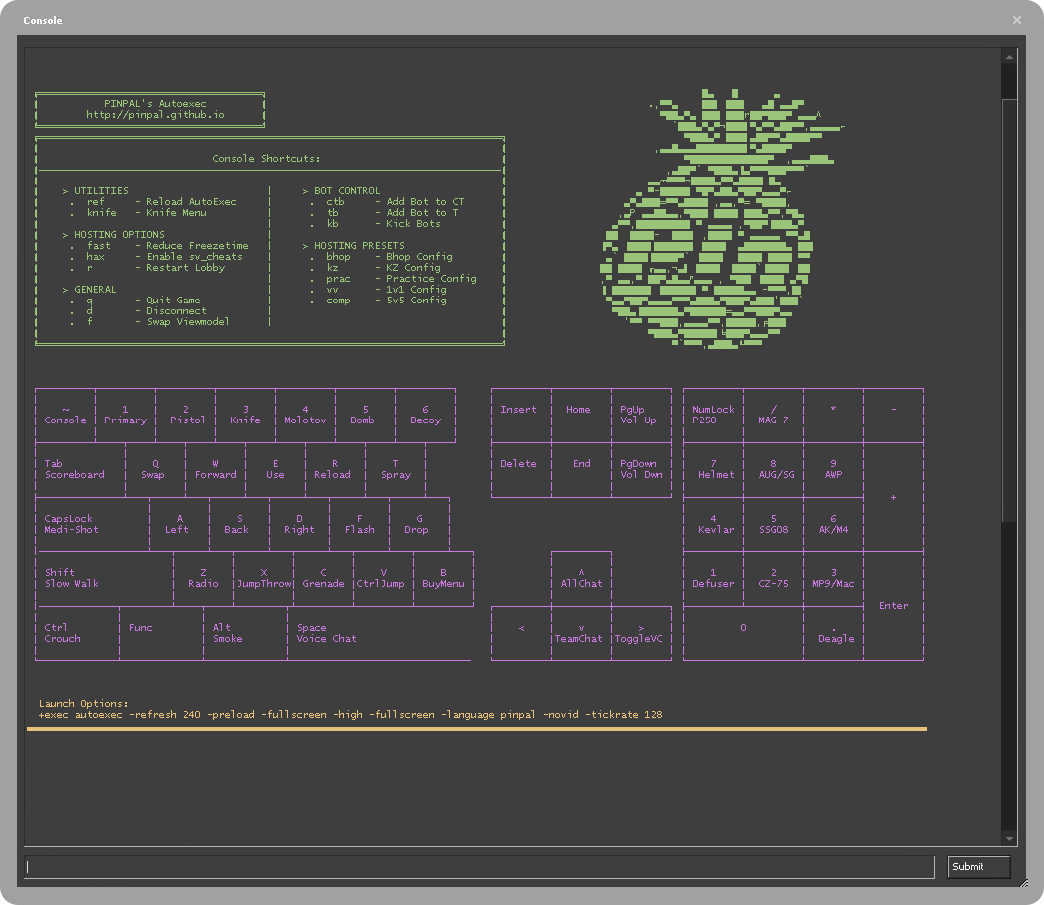 Console
PINPAL's Autoexec
http://pinpal.github.io
Console Shortcuts:
> UTILITIES
. ref - Reload AutoExec
. knife - Knife Menu
> HOSTING OPTIONS
. fast - Reduce Freezetime
. hax - Enable sv_cheats
. r - Restart Lobby
> GENERAL
. q - Quit Game
. d - Disconnect
. f - Swap Viewmodel
> BOT CONTROL
. ctb - Add Bot to CT
. tb - Add Bot to T
. kb - Kick Bots
> HOSTING PRESETS
. bhop - Bhop Config
. kz - KZ Config
. prac - Practice Config
. vv - 1v1 Config
. comp - 5v5 Config
~ 1 2 3 4 5 6
Console Primary Pistol Knife Molotov Bomb Decoy
Tab Q W E R T
Scoreboard Swap Forward Use Reload Spray
CapsLock A S D F G
Medi-Shot Left Back Right Flash Drop
Shift Z X C V B
Slow Walk Radio JumpThrow Grenade CtrlJump BuyMenu
Ctrl Func Alt Space
Crouch Smoke Voice Chat
Insert Home PgUp
Vol Up
Delete End PgDown
Vol Dwn
^
AllChat
< v >
TeamChat ToggleVC
NumLock / * -
P250 MAG 7
7 8 9
Helmet AUG/SG AWP
+
4 5 6
Kevlar SSG08 AK/M4
1 2 3
Defuser CZ-75 MP9/Mac
Enter
0 .
Deagle
Launch Options:
+exec autoexec -refresh 240 -preload -fullscreen -high -fullscreen -language pinpal -novid -tickrate 128
Submit